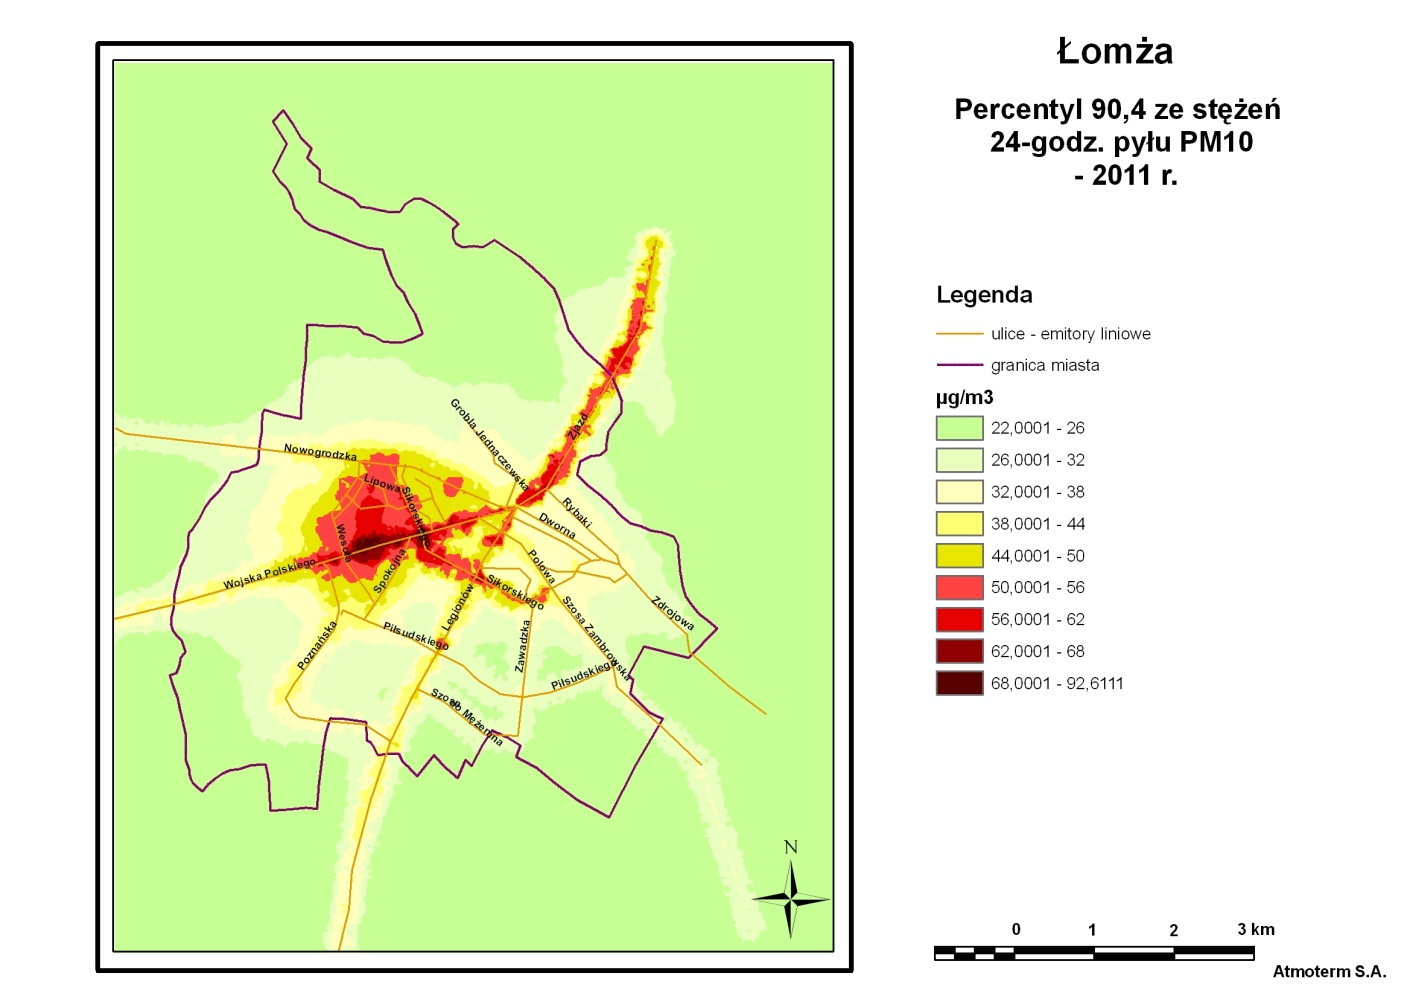 Łomża
Percentyl 90,4 ze stężeń
24-godz. pyłu PM10
- 2011 r.
Legenda
ulice - emitory liniowe
granica miasta
µg/m3
22,0001 - 26
26,0001 - 32
32,0001 - 38
38,0001 - 44
44,0001 - 50
50,0001 - 56
56,0001 - 62
62,0001 - 68
68,0001 - 92,6111
Grobla Jednaczewska
Zjazd
Nowogrodzka
Lipowa
Sikorskiego
Rybaki
Dworna
Wesoła
Wojska Polskiego
Spokojna
Polowa
Sikorskiego
Legionów
Szosa Zambrowska
Zdrojowa
Piłsudskiego
Poznańska
Zawadzka
Piłsudskiego
Szosa do Mężenina
N
0 1 2 3 km
Atmoterm S.A.